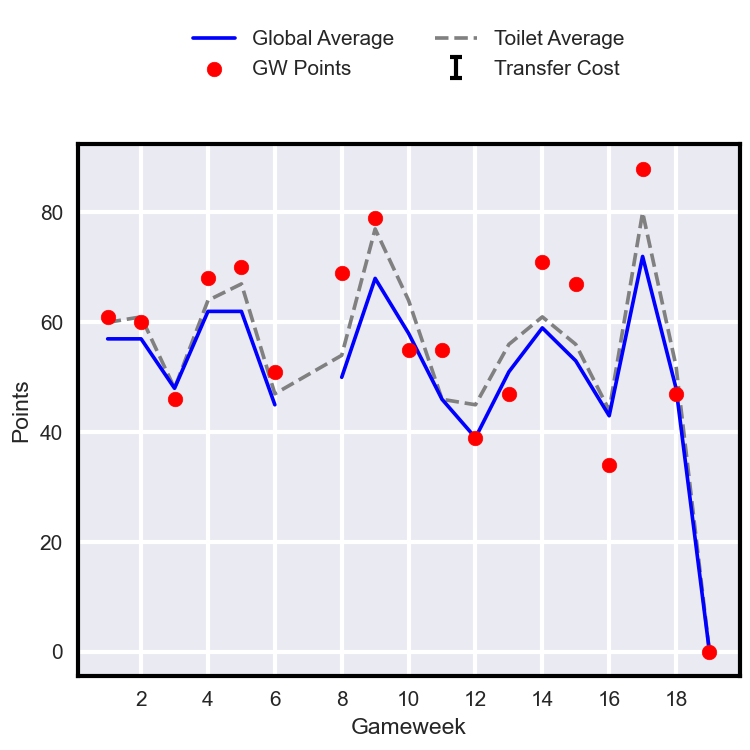 Global Average Toilet Average
GW Points Transfer Cost
80
60
40
20
0
Points
2 4 6 8 10 12 14 16 18
Gameweek